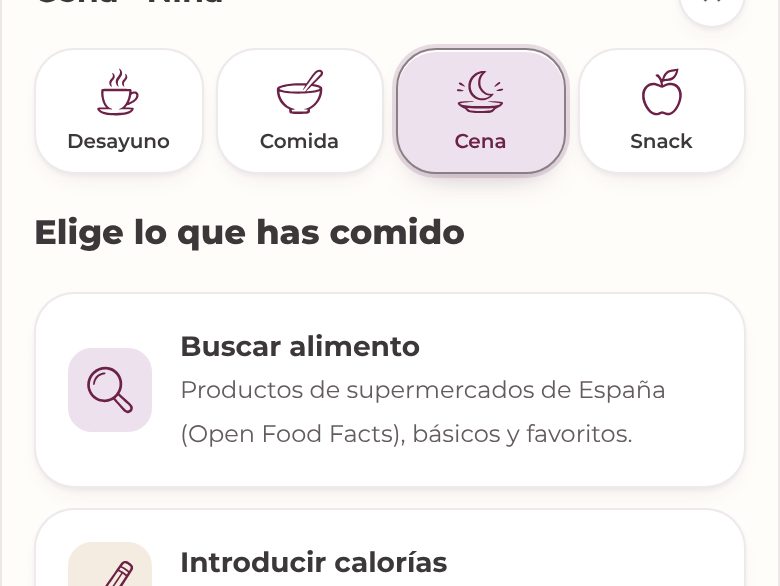 Desayuno
Comida
Cena
Snack
Elige lo que has comido
Buscar alimento
Productos de supermercados de España
(Open Food Facts), básicos y favoritos.
Introducir calorías